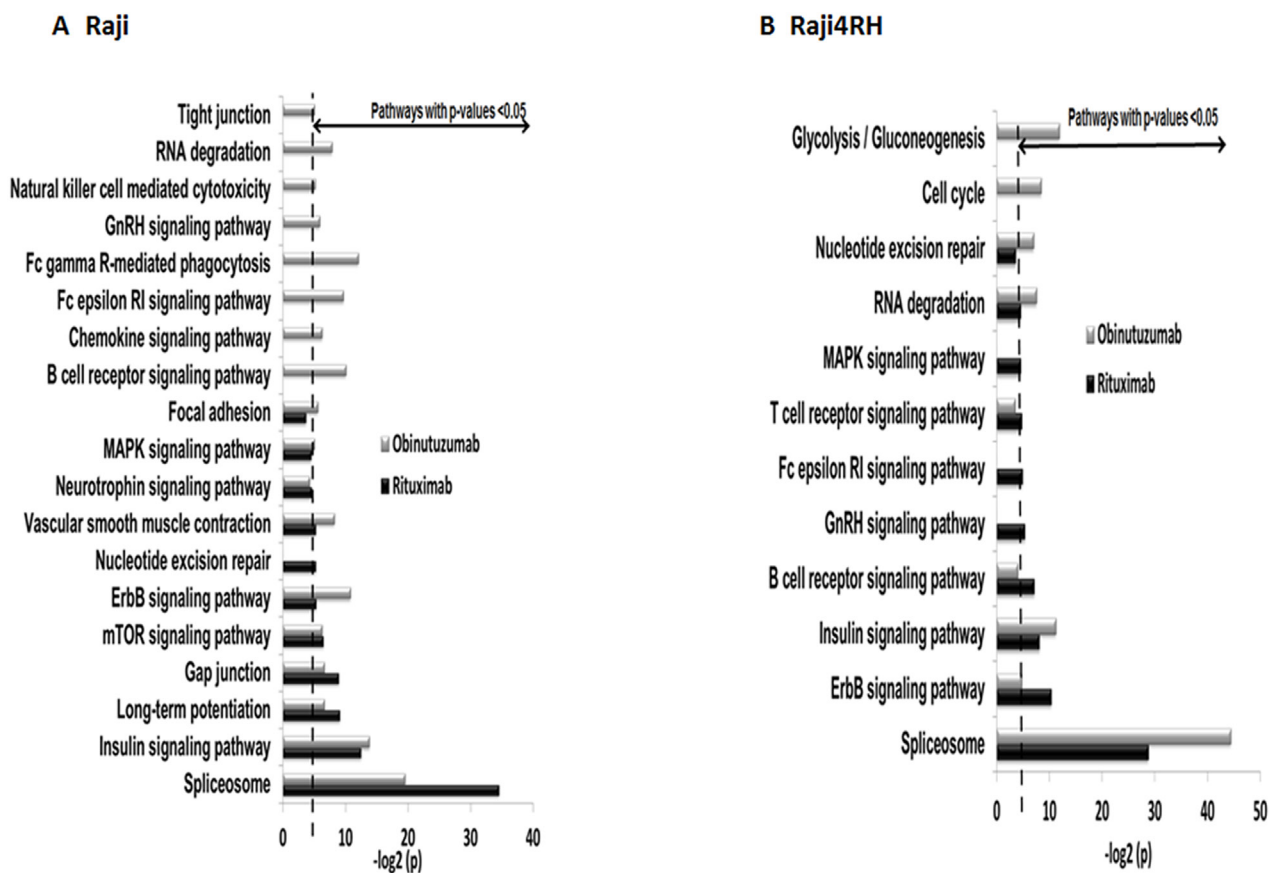 A Raji
Pathways with p-values <0.05
Tight junction
RNA degradation
Natural killer cell mediated cytotoxicity
GnRH signaling pathway
Fc gamma R-mediated phagocytosis
Fc epsilon RI signaling pathway
Chemokine signaling pathway
B cell receptor signaling pathway
Focal adhesion
MAPK signaling pathway
Neurotrophin signaling pathway
Vascular smooth muscle contraction
Nucleotide excision repair
ErbB signaling pathway
mTOR signaling pathway
Gap junction
Long-term potentiation
Insulin signaling pathway
Spliceosome
Obinutuzumab
Rituximab
0 10 20 30 40
-log2 (p)
B Raji4RH
Pathways with p-values <0.05
Glycolysis / Gluconeogenesis
Cell cycle
Nucleotide excision repair
RNA degradation
MAPK signaling pathway
T cell receptor signaling pathway
Fc epsilon RI signaling pathway
GnRH signaling pathway
B cell receptor signaling pathway
Insulin signaling pathway
ErbB signaling pathway
Spliceosome
Obinutuzumab
Rituximab
0 10 20 30 40 50
-log2 (p)